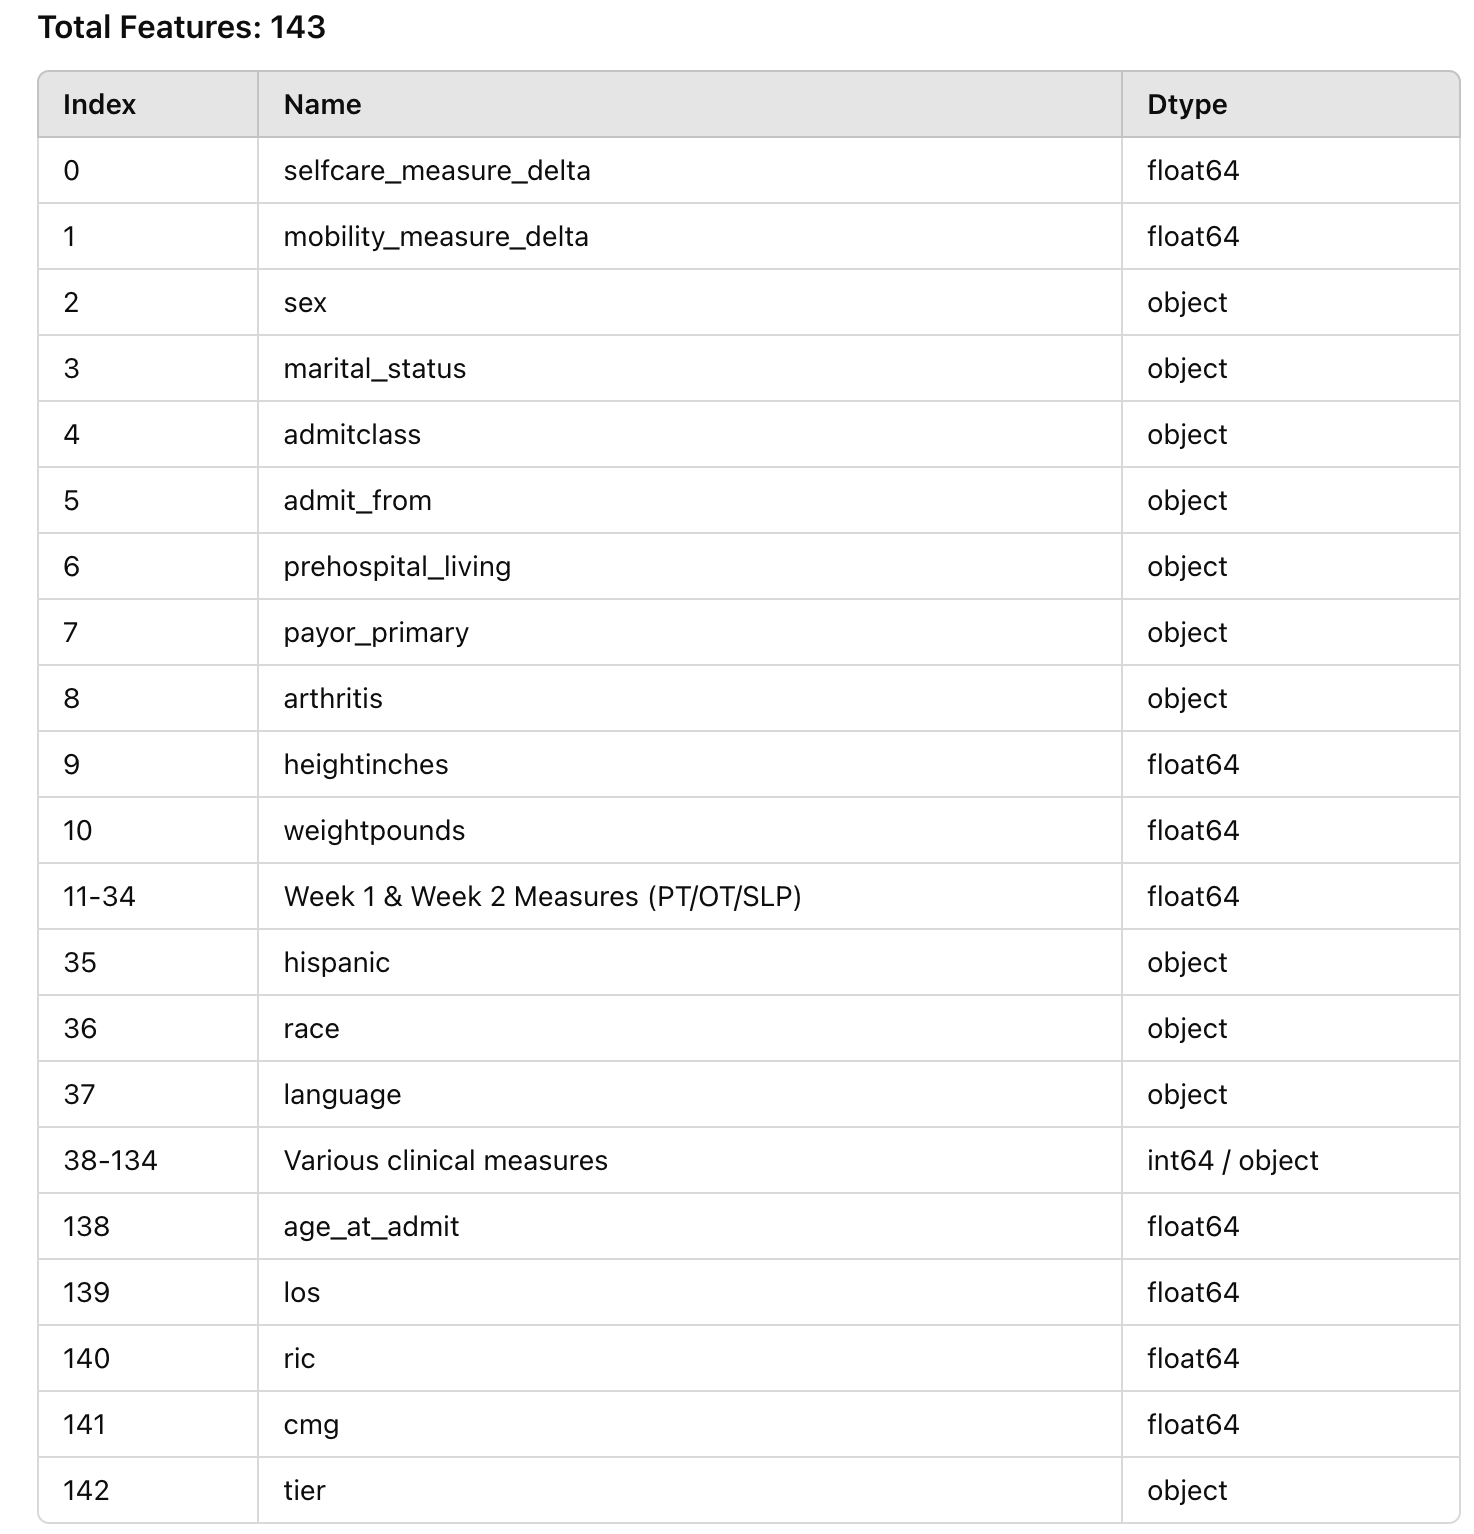 Total Features: 143
Index Name Dtype
0 selfcare_measure_delta float64
1 mobility_measure_delta float64
2 sex object
3 marital_status object
4 admitclass object
5 admit_from object
6 prehospital_living object
7 payor_primary object
8 arthritis object
9 heightinches float64
10 weightpounds float64
11-34 Week 1 & Week 2 Measures (PT/OT/SLP) float64
35 hispanic object
36 race object
37 language object
38-134 Various clinical measures int64 / object
138 age_at_admit float64
139 los float64
140 ric float64
141 cmg float64
142 tier object